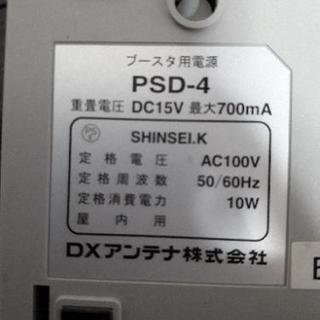 ブースタ用電源
PSD-4
重畳電圧 DC15V 最大700mA
SHINSEI.K
定格電圧 AC100V
定格周波数 50/60Hz
定格消費電力 10W
屋内用
DXアンテナ株式会社